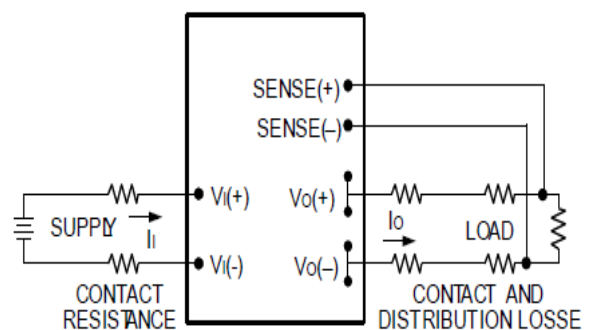 SENSE(+)
SENSE(–)
VI(+)
VO(+)
IO
SUPPLY
II
LOAD
VI(-)
VO(–)
CONTACT
RESISTANCE
CONTACT AND
DISTRIBUTION LOSSE